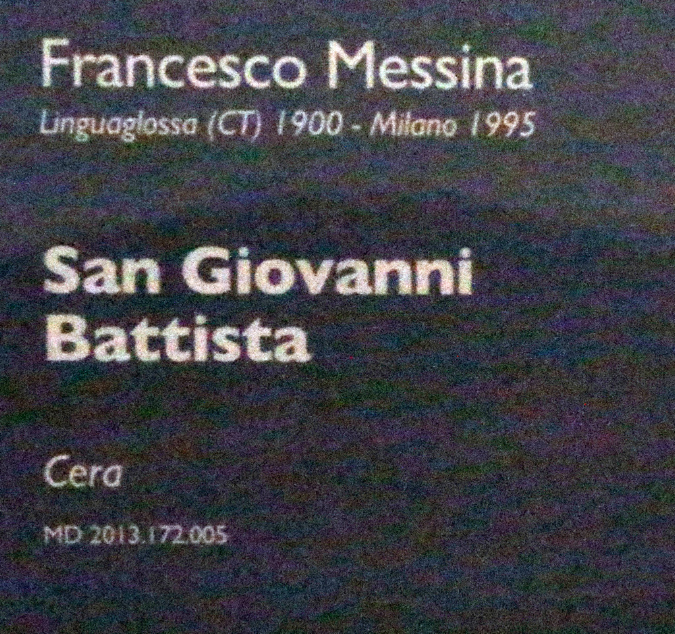 Francesco Messina
Linguaglossa (CT) 1900 - Milano 1995
San Giovanni
Battista
Cera
MD 2013.172.005